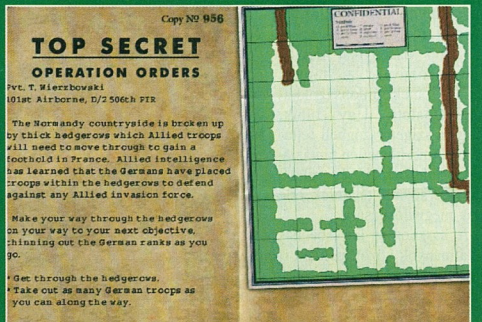 Copy № 956
TOP SECRET
OPERATION ORDERS
Pvt. T. Wierzbowski
101st Airborne, D/2 506th PIR
The Normandy countryside is broken up
by thick hedgerows which Allied troops
will need to move through to gain a
foothold in France. Allied intelligence
has learned that the Germans have placed
troops within the hedgerows to defend
against any Allied invasion force.
Make your way through the hedgerows
on your way to your next objective,
thinning out the German ranks as you
go.
* Get through the hedgerows.
* Take out as many German troops as
you can along the way.
CONFIDENTIAL